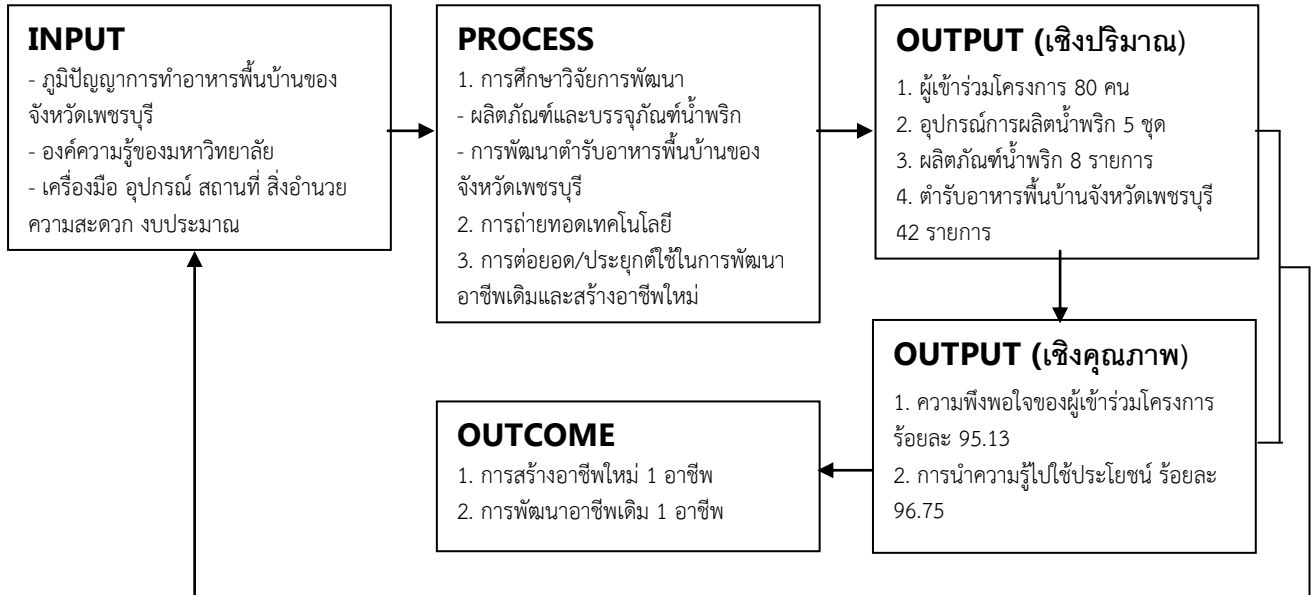 INPUT
- ภูมิปัญญาการทำอาหารพื้นบ้านของ
จังหวัดเพชรบุรี
- องค์ความรู้ของมหาวิทยาลัย
- เครื่องมือ อุปกรณ์ สถานที่ สิ่งอำนวย
ความสะดวก งบประมาณ
PROCESS
1. การศึกษาวิจัยการพัฒนา
- ผลิตภัณฑ์และบรรจุภัณฑ์น้ำพริก
- การพัฒนาตำรับอาหารพื้นบ้านของ
จังหวัดเพชรบุรี
2. การถ่ายทอดเทคโนโลยี
3. การต่อยอด/ประยุกต์ใช้ในการพัฒนา
อาชีพเดิมและสร้างอาชีพใหม่
OUTPUT (เชิงปริมาณ)
1. ผู้เข้าร่วมโครงการ 80 คน
2. อุปกรณ์การผลิตน้ำพริก 5 ชุด
3. ผลิตภัณฑ์น้ำพริก 8 รายการ
4. ตำรับอาหารพื้นบ้านจังหวัดเพชรบุรี
42 รายการ
OUTPUT (เชิงคุณภาพ)
1. ความพึงพอใจของผู้เข้าร่วมโครงการ
ร้อยละ 95.13
2. การนำความรู้ไปใช้ประโยชน์ ร้อยละ
96.75
OUTCOME
1. การสร้างอาชีพใหม่ 1 อาชีพ
2. การพัฒนาอาชีพเดิม 1 อาชีพ